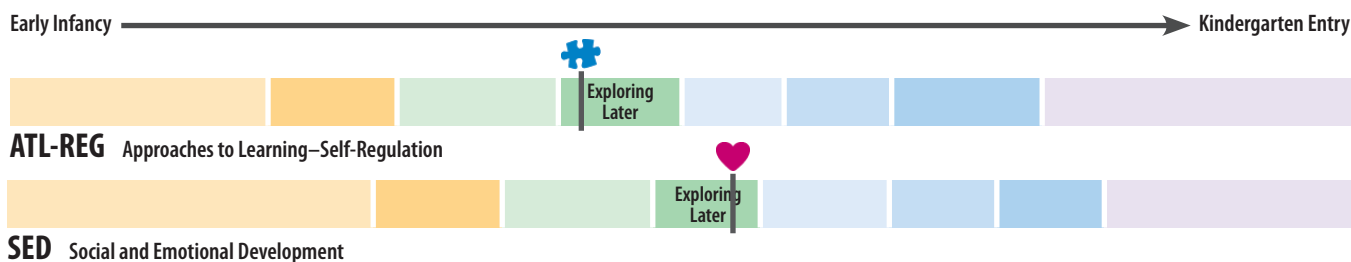 Early Infancy
Kindergarten Entry
Exploring
Later
ATL-REG Approaches to Learning–Self-Regulation
Exploring
Later
SED Social and Emotional Development